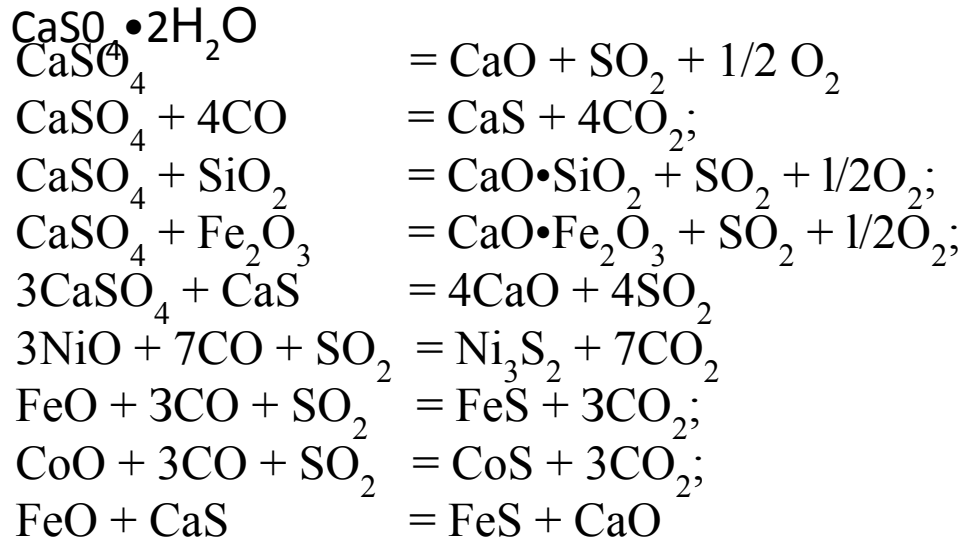 CaS0₄•2H₂O
CaSO₄ = CaO + SO₂ + 1/2 O₂
CaSO₄ + 4CO = CaS + 4CO₂;
CaSO₄ + SiO₂ = CaO•SiO₂ + SO₂ + l/2O₂;
CaSO₄ + Fe₂O₃ = CaO•Fe₂O₃ + SO₂ + l/2O₂;
3CaSO₄ + CaS = 4CaO + 4SO₂
3NiO + 7CO + SO₂ = Ni₃S₂ + 7CO₂
FeO + 3CO + SO₂ = FeS + 3CO₂;
CoO + 3CO + SO₂ = CoS + 3CO₂;
FeO + CaS = FeS + CaO